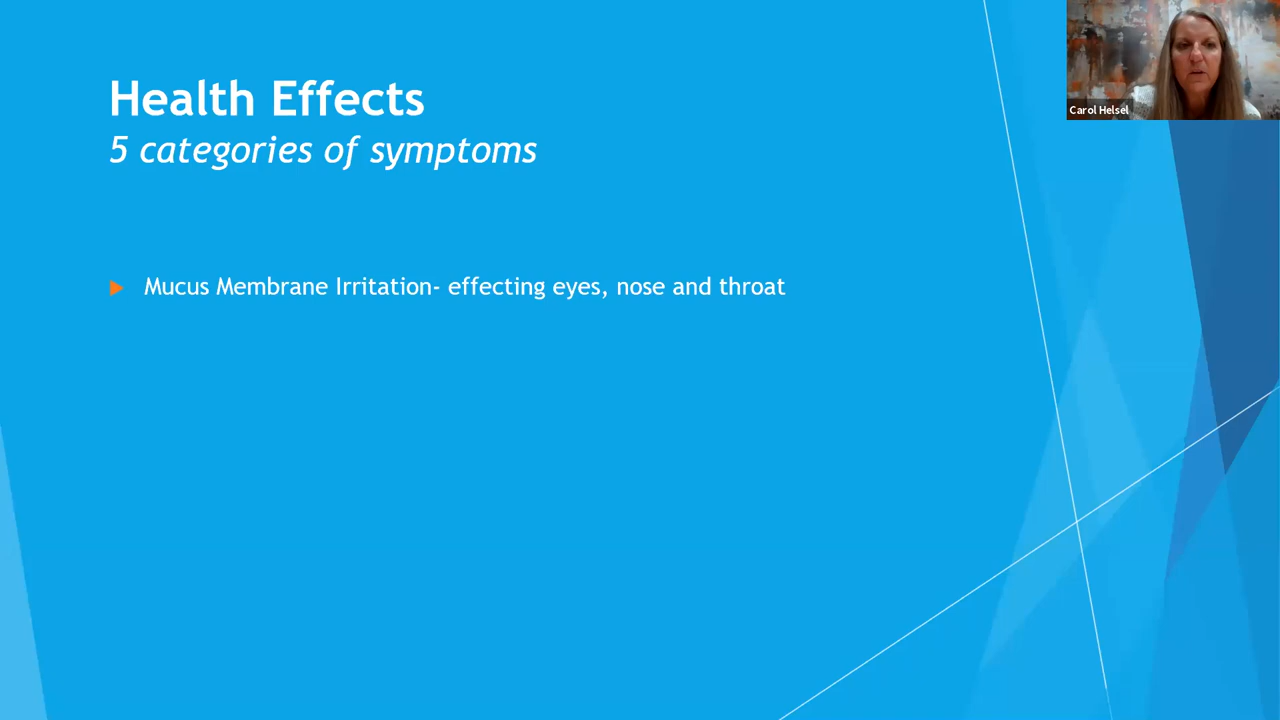 Health Effects
5 categories of symptoms
Mucus Membrane Irritation- effecting eyes, nose and throat
Carol Helsel